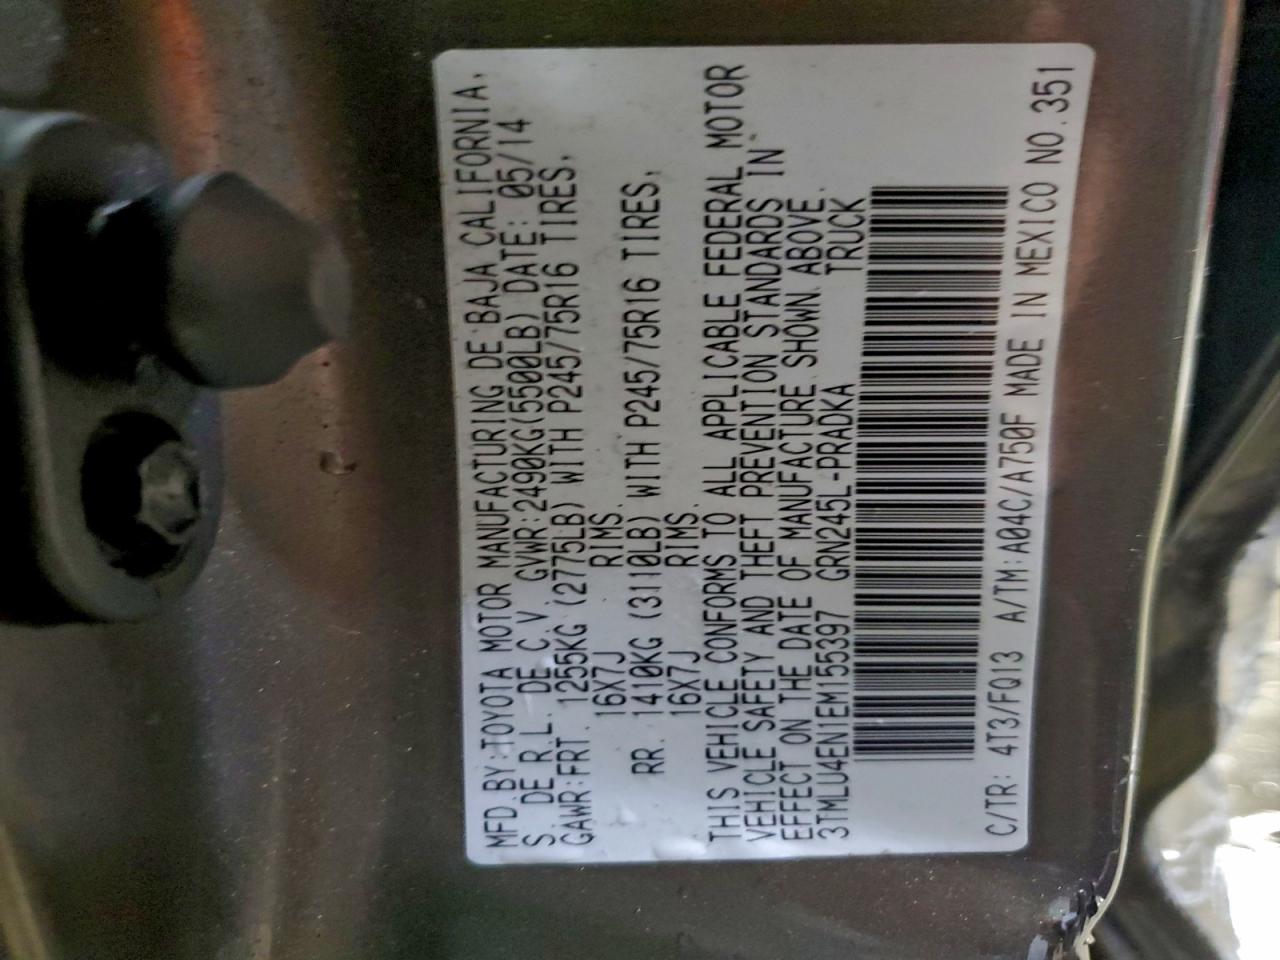 MFD.BY:TOYOTA MOTOR MANUFACTURING DE BAJA CALIFORNIA,
S. DE R.L. DE C.V. GVWR:2490KG(5500LB) DATE: 05/14
GAWR:FRT. 1255KG (2775LB) WITH P245/75R16 TIRES,
16X7J RIMS.
RR. 1410KG (3110LB) WITH P245/75R16 TIRES,
16X7J RIMS.
THIS VEHICLE CONFORMS TO ALL APPLICABLE FEDERAL MOTOR
VEHICLE SAFETY AND THEFT PREVENTION STANDARDS IN
EFFECT ON THE DATE OF MANUFACTURE SHOWN ABOVE.
3TMLU4EN1EM155397 GRN245L-PRADKA TRUCK
C/TR: 4T3/FQ13 A/TM:A04C/A750F MADE IN MEXICO NO.351